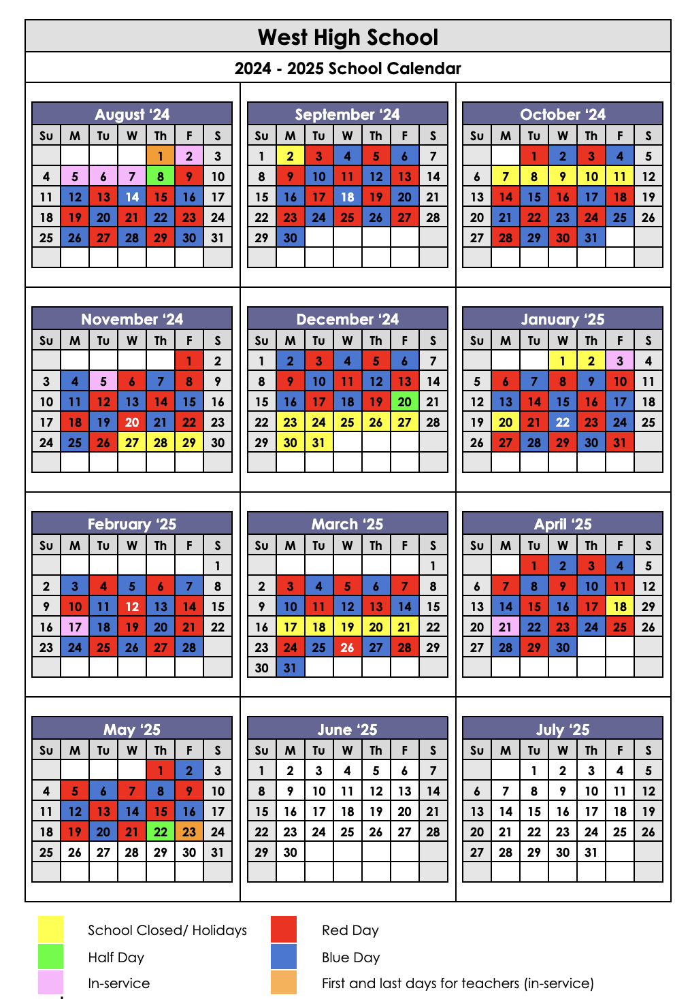 West High School
2024 - 2025 School Calendar
August ‘24 September ‘24 October ‘24
Su M Tu W Th F S Su M Tu W Th F S Su M Tu W Th F S
1 2 3 1 2 3 4 5 6 7 1 2 3 4 5
4 5 6 7 8 9 10 8 9 10 11 12 13 14 6 7 8 9 10 11 12
11 12 13 14 15 16 17 15 16 17 18 19 20 21 13 14 15 16 17 18 19
18 19 20 21 22 23 24 22 23 24 25 26 27 28 20 21 22 23 24 25 26
25 26 27 28 29 30 31 29 30 27 28 29 30 31
November ‘24 December ‘24 January ‘25
Su M Tu W Th F S Su M Tu W Th F S Su M Tu W Th F S
1 2 1 2 3 4 5 6 7 1 2 3 4
3 4 5 6 7 8 9 8 9 10 11 12 13 14 5 6 7 8 9 10 11
10 11 12 13 14 15 16 15 16 17 18 19 20 21 12 13 14 15 16 17 18
17 18 19 20 21 22 23 22 23 24 25 26 27 28 19 20 21 22 23 24 25
24 25 26 27 28 29 30 29 30 31 26 27 28 29 30 31
February ‘25 March ‘25 April ‘25
Su M Tu W Th F S Su M Tu W Th F S Su M Tu W Th F S
1 1 1 2 3 4 5
2 3 4 5 6 7 8 2 3 4 5 6 7 8 6 7 8 9 10 11 12
9 10 11 12 13 14 15 9 10 11 12 13 14 15 13 14 15 16 17 18 29
16 17 18 19 20 21 22 16 17 18 19 20 21 22 20 21 22 23 24 25 26
23 24 25 26 27 28 23 24 25 26 27 28 29 27 28 29 30
30 31
May ‘25 June ‘25 July ‘25
Su M Tu W Th F S Su M Tu W Th F S Su M Tu W Th F S
1 2 3 1 2 3 4 5 6 7 1 2 3 4 5
4 5 6 7 8 9 10 8 9 10 11 12 13 14 6 7 8 9 10 11 12
11 12 13 14 15 16 17 15 16 17 18 19 20 21 13 14 15 16 17 18 19
18 19 20 21 22 23 24 22 23 24 25 26 27 28 20 21 22 23 24 25 26
25 26 27 28 29 30 31 29 30 27 28 29 30 31
School Closed/ Holidays Red Day
Half Day Blue Day
In-service First and last days for teachers (in-service)